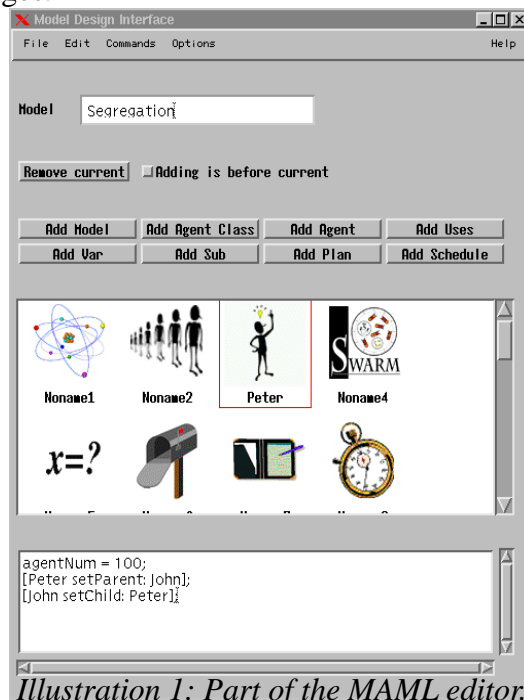 ges.
Model Design Interface
File Edit Commands Options Help
Model Segregation
Remove current Adding is before current
Add Model Add Agent Class Add Agent Add Uses
Add Var Add Sub Add Plan Add Schedule
SWARM
Noname1 Noname2 Peter Noname4
x=?
agentNum = 100;
[Peter setParent: John];
[John setChild: Peter];
Illustration 1: Part of the MAML editor.